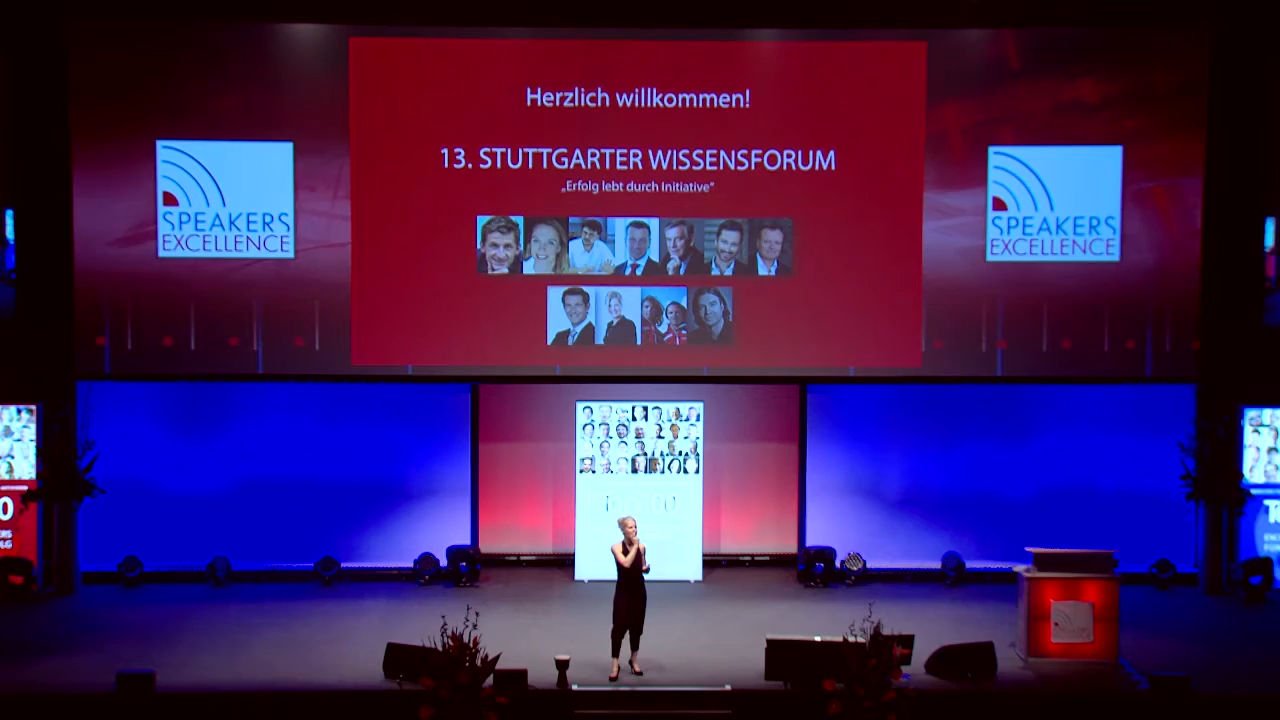 Herzlich willkommen!
13. STUTTGARTER WISSENSFORUM
„Erfolg lebt durch Initiative"
SPEAKERS
EXCELLENCE
SPEAKERS
EXCELLENCE